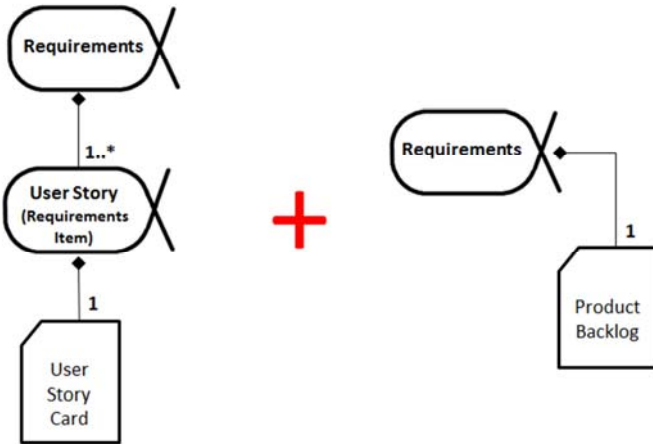 Requirements
1..*
User Story
(Requirements
Item)
1
User
Story
Card
Requirements
1
Product
Backlog